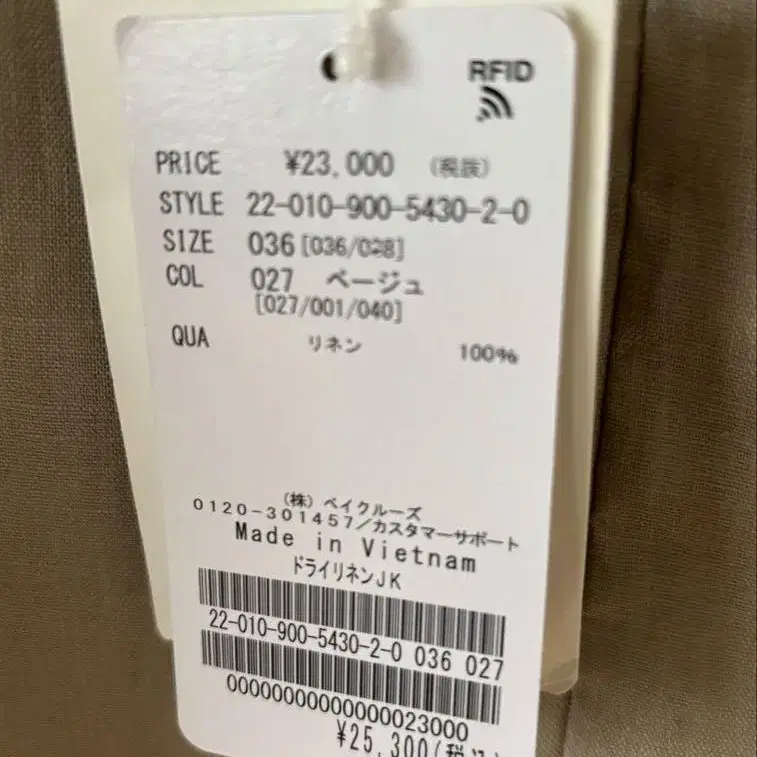 RFID
PRICE ¥23,000 (税抜)
STYLE 22-010-900-5430-2-0
SIZE 036 [036/038]
COL 027 ベージュ
[027/001/040]
QUA リネン 100%
(株) ベイクルーズ
0120-301457/カスタマーサポート
Made in Vietnam
ドライリネンJK
22-010-900-5430-2-0 036 027
00000000000000023000
¥25,300(税込)